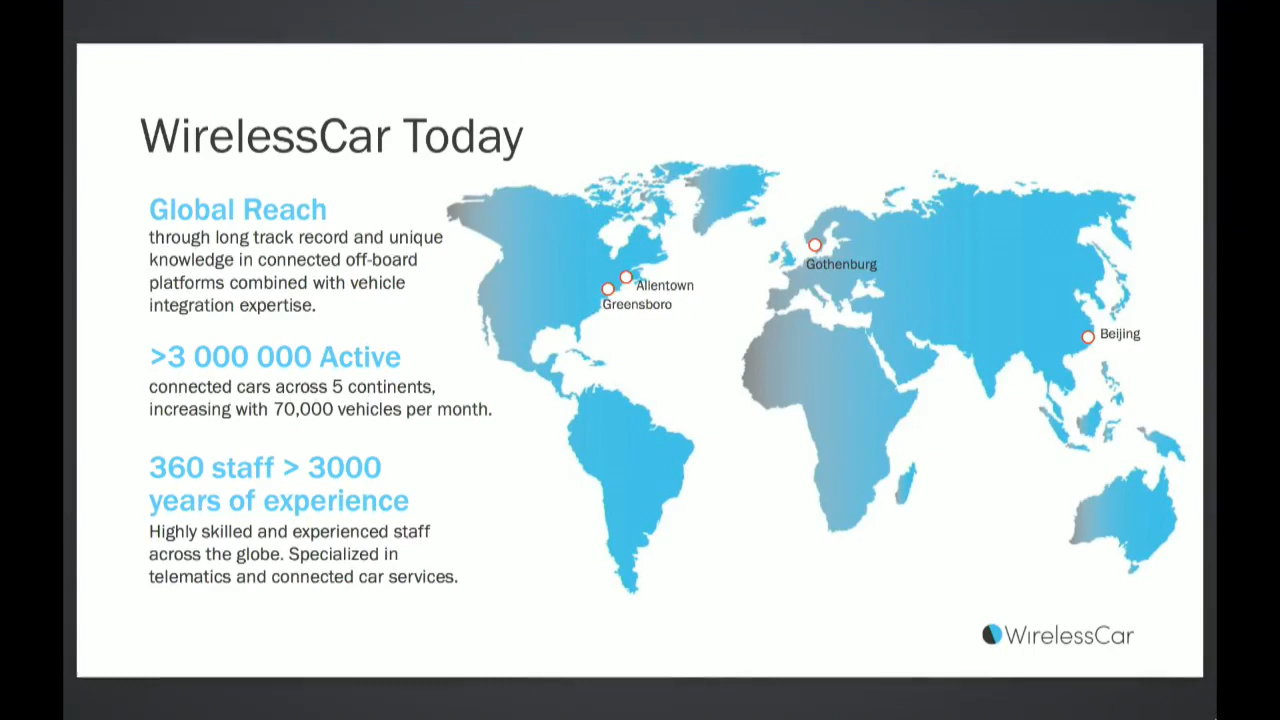 WirelessCar Today
Global Reach
through long track record and unique
knowledge in connected off-board
platforms combined with vehicle
integration expertise.
>3 000 000 Active
connected cars across 5 continents,
increasing with 70,000 vehicles per month.
360 staff > 3000
years of experience
Highly skilled and experienced staff
across the globe. Specialized in
telematics and connected car services.
Gothenburg
Allentown
Greensboro
Beijing
WirelessCar